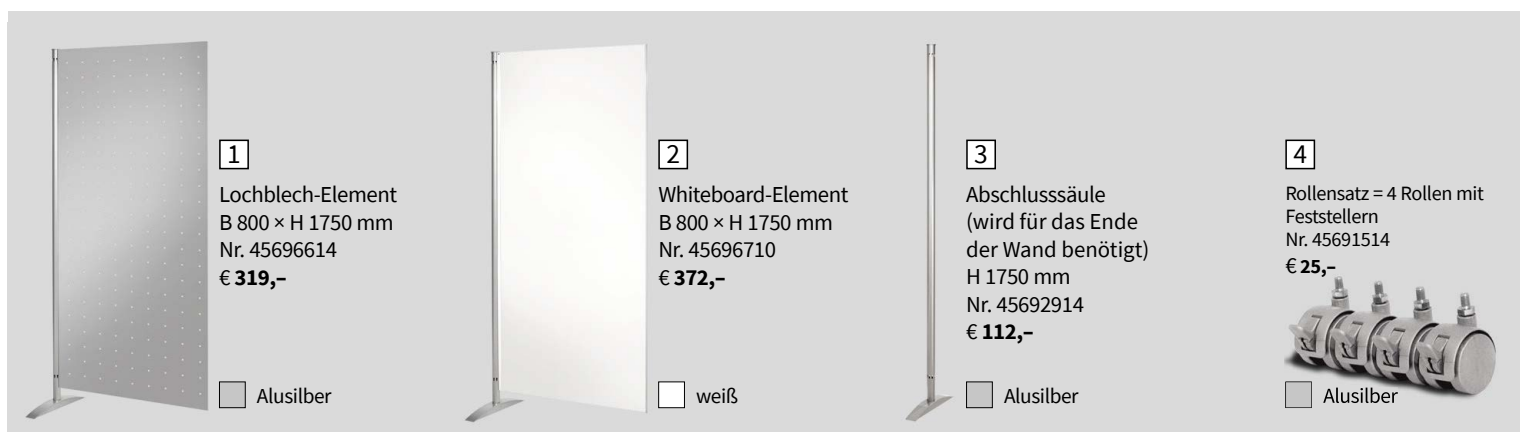 1
Lochblech-Element
B 800 × H 1750 mm
Nr. 45696614
€ 319,–
Alusilber
2
Whiteboard-Element
B 800 × H 1750 mm
Nr. 45696710
€ 372,–
weiß
3
Abschlusssäule
(wird für das Ende
der Wand benötigt)
H 1750 mm
Nr. 45692914
€ 112,–
Alusilber
4
Rollensatz = 4 Rollen mit
Feststellern
Nr. 45691514
€ 25,–
Alusilber